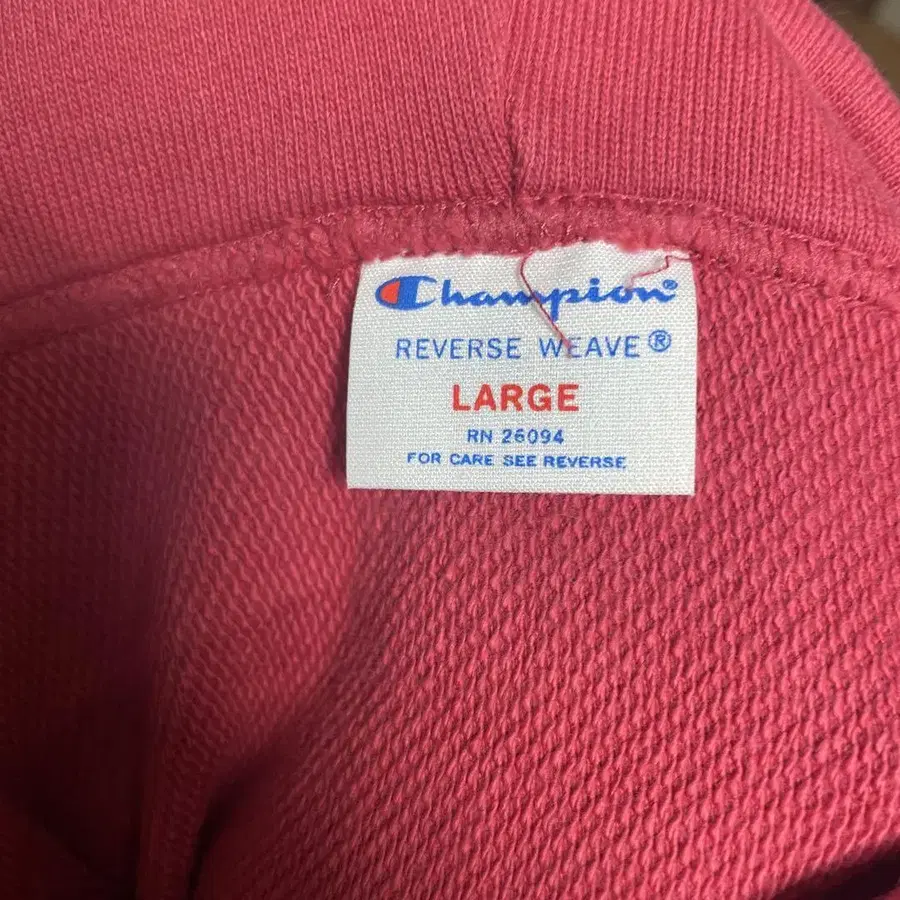 Champion®
REVERSE WEAVE®
LARGE
RN 26094
FOR CARE SEE REVERSE